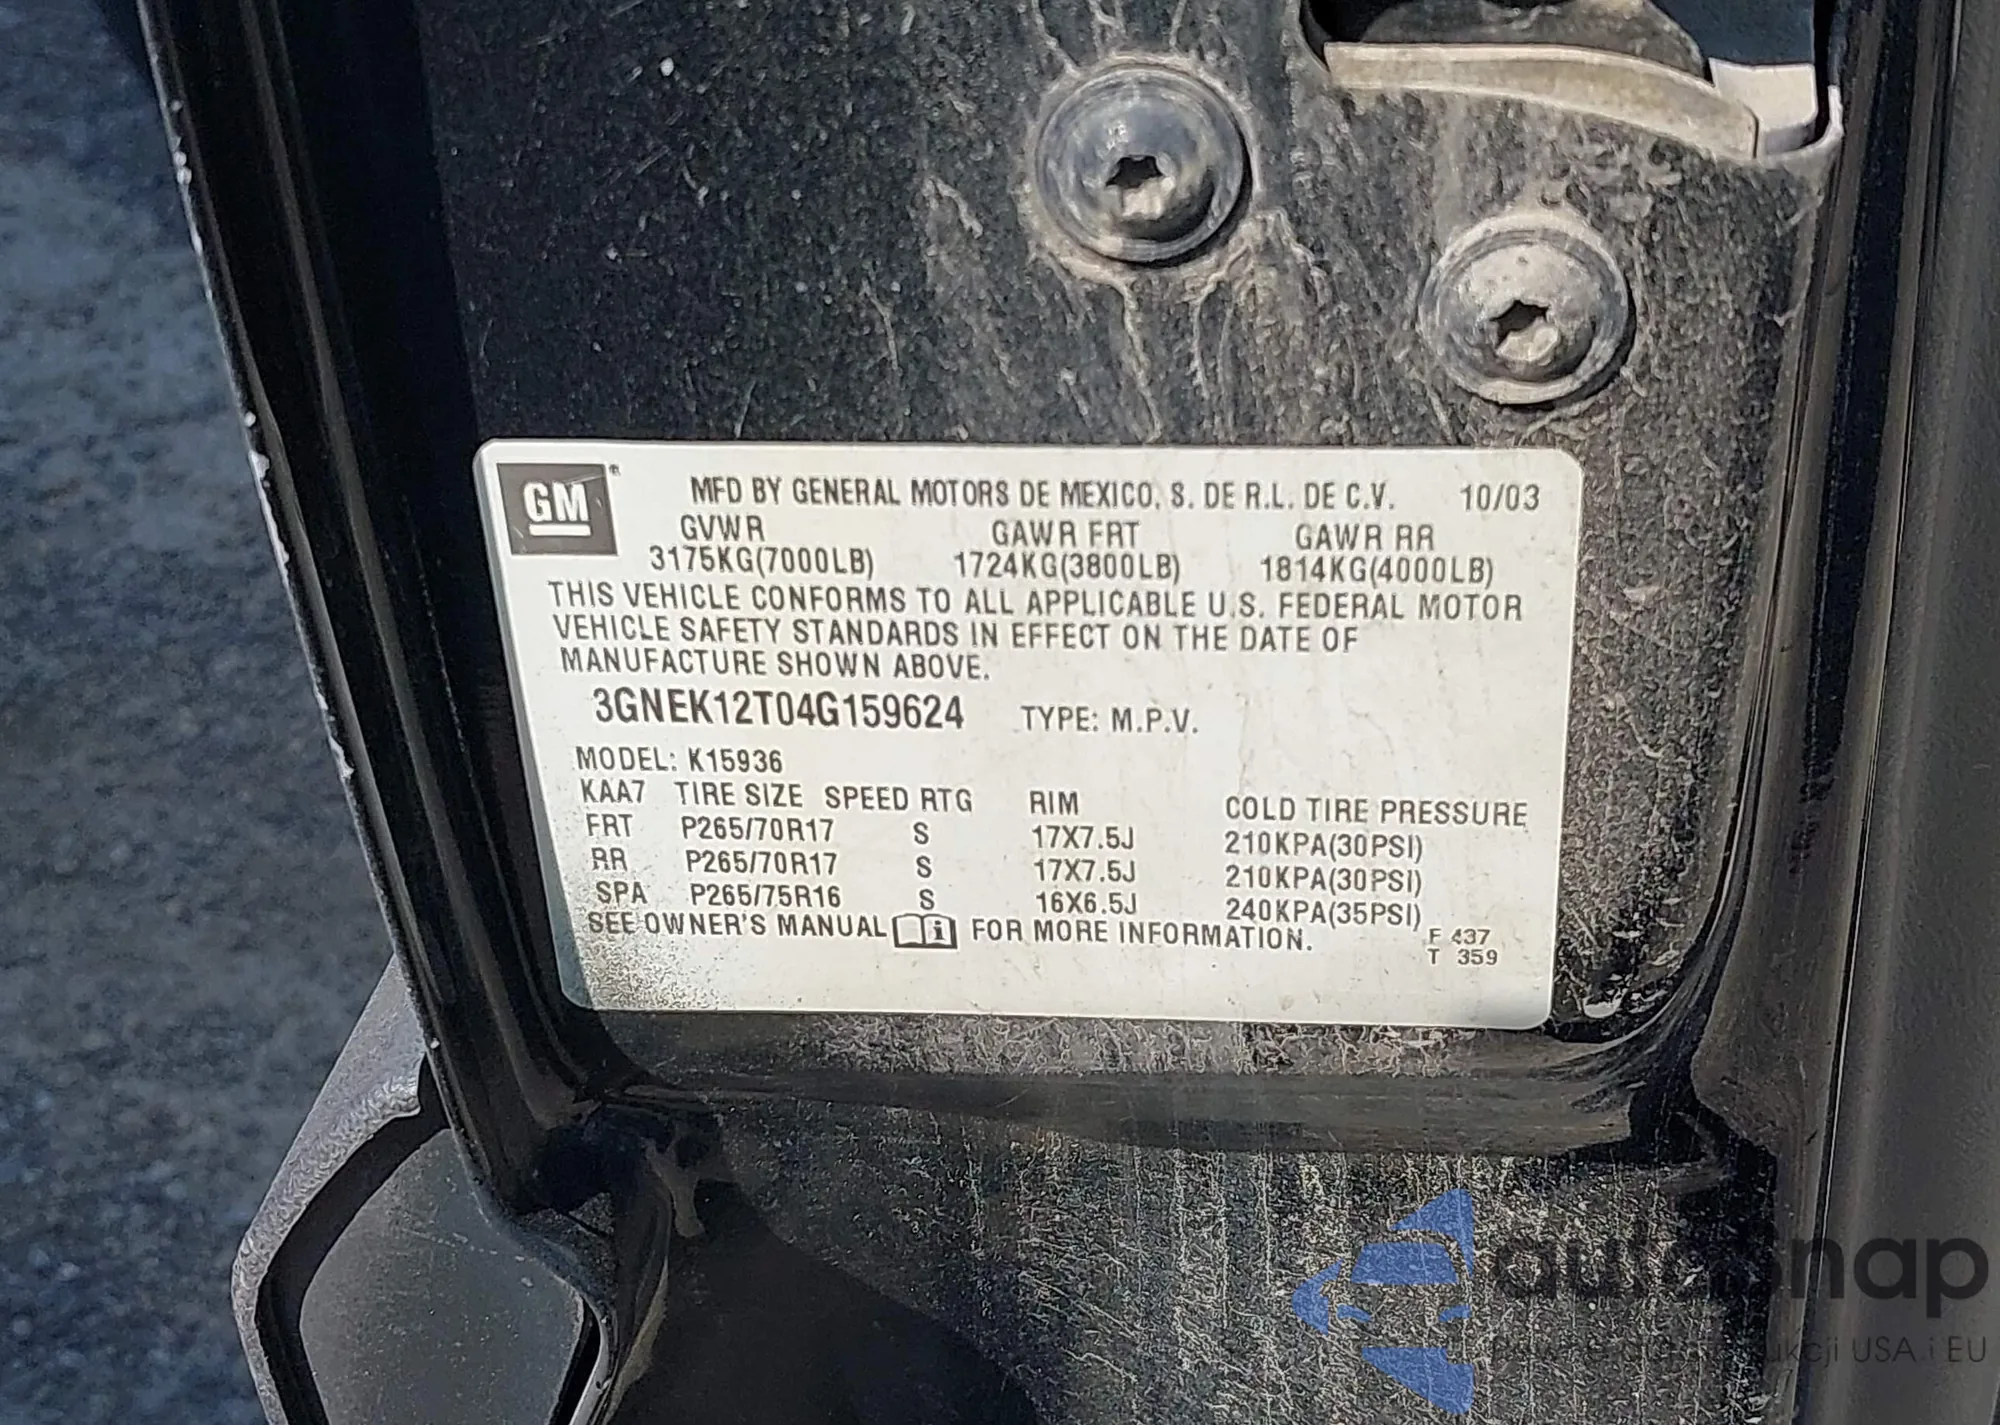 GM
MFD BY GENERAL MOTORS DE MEXICO, S. DE R.L. DE C.V. 10/03
GVWR GAWR FRT GAWR RR
3175KG(7000LB) 1724KG(3800LB) 1814KG(4000LB)
THIS VEHICLE CONFORMS TO ALL APPLICABLE U.S. FEDERAL MOTOR
VEHICLE SAFETY STANDARDS IN EFFECT ON THE DATE OF
MANUFACTURE SHOWN ABOVE.
3GNEK12T04G159624 TYPE: M.P.V.
MODEL: K15936
KAA7 TIRE SIZE SPEED RTG RIM COLD TIRE PRESSURE
FRT P265/70R17 S 17X7.5J 210KPA(30PSI)
RR P265/70R17 S 17X7.5J 210KPA(30PSI)
SPA P265/75R16 S 16X6.5J 240KPA(35PSI)
SEE OWNER'S MANUAL FOR MORE INFORMATION.
F 437
T 359
USA i EU